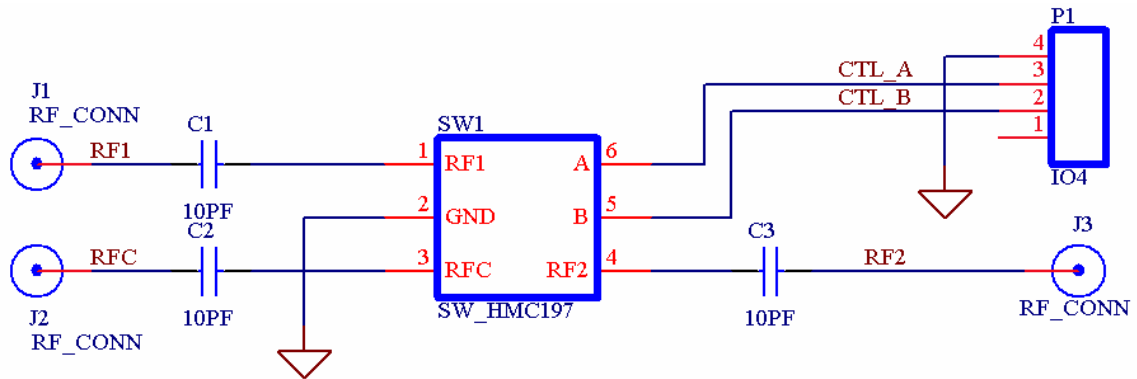 P1
4
CTL_A
3
J1
CTL_B
2
RF_CONN
C1
SW1
1
RF1
1
RF1
A
6
IO4
10PF
2
GND
B
5
C2
C3
J3
RFC
3
RFC
RF2
4
RF2
J2
10PF
SW_HMC197
10PF
RF_CONN
RF_CONN